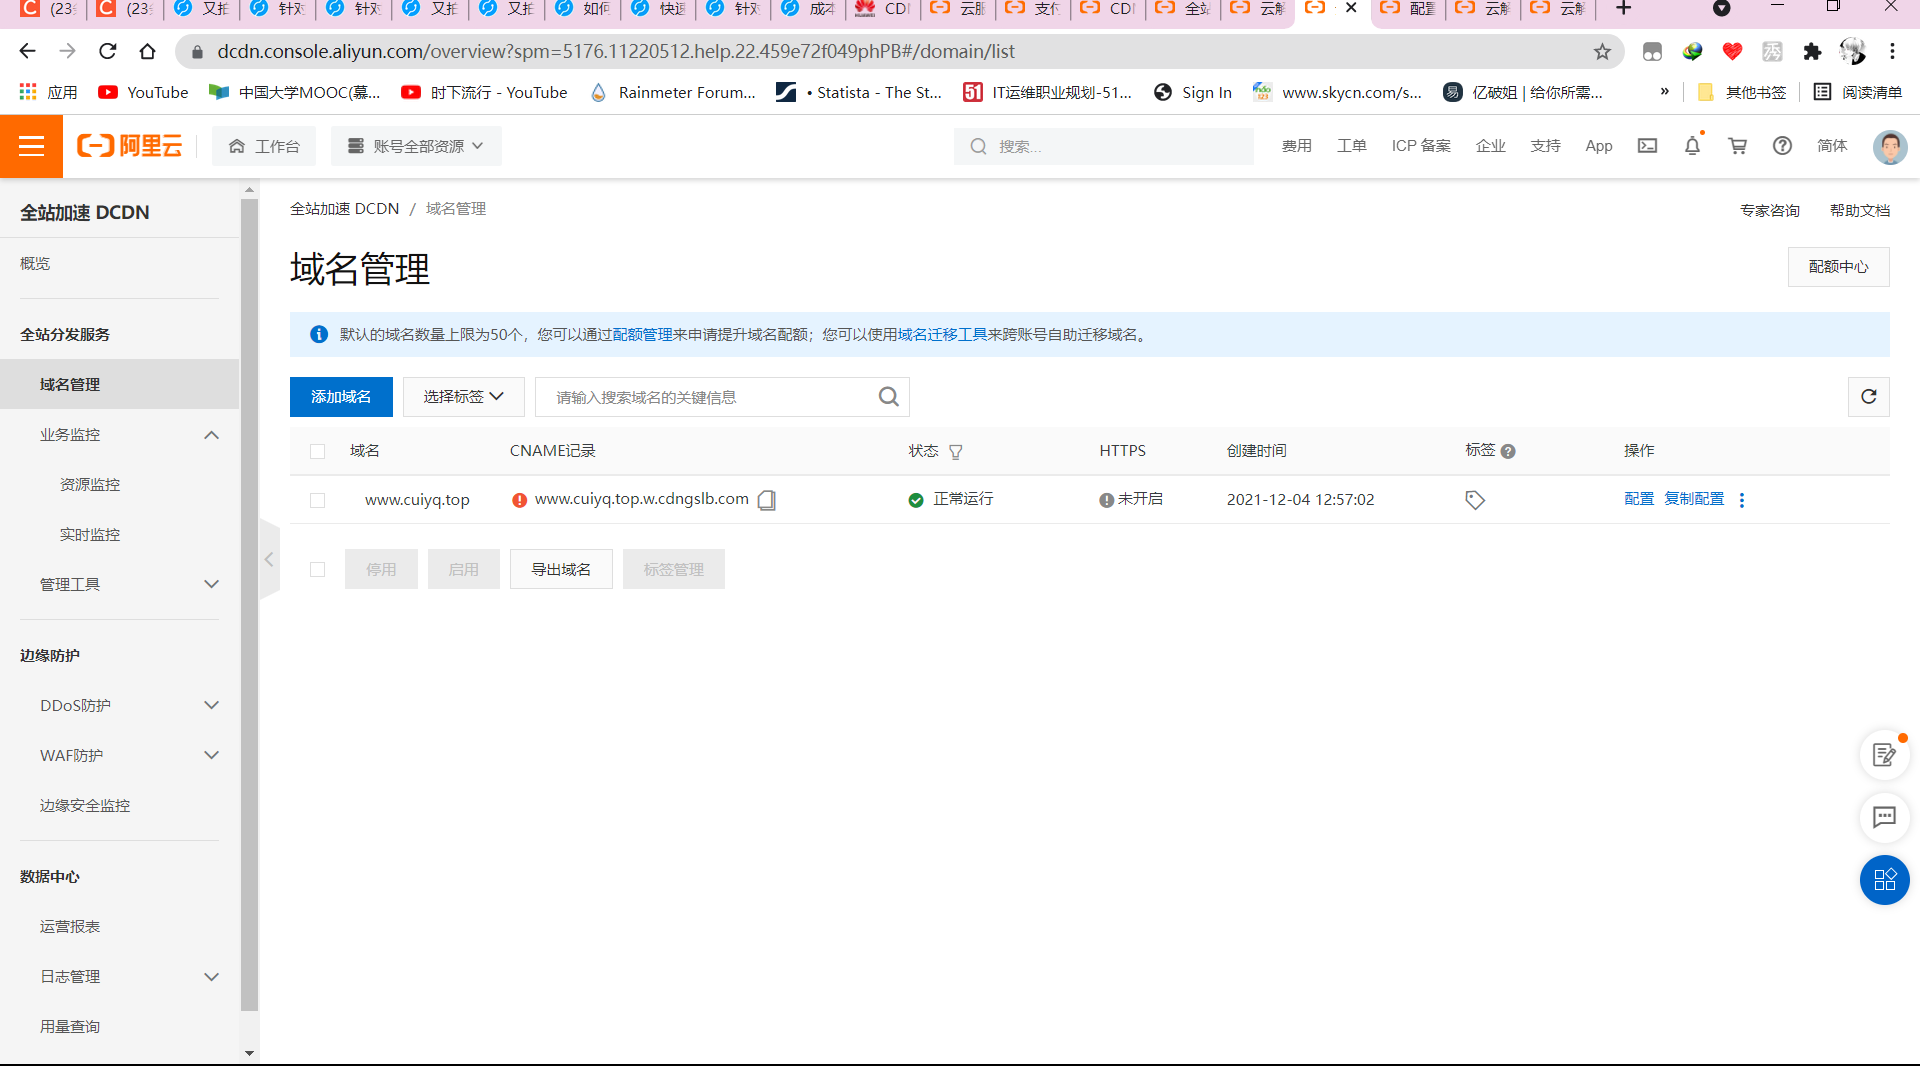 (23 (23 又拍 针对 针对 又拍 又拍 如何 快速 针对 成本 CDN 云服 支付 CDN 全站 云解 配置 云解 云解
dcdn.console.aliyun.com/overview?spm=5176.11220512.help.22.459e72f049phPB#/domain/list
应用 YouTube 中国大学MOOC(慕... 时下流行 - YouTube Rainmeter Forum... • Statista - The St... IT运维职业规划-51... Sign In www.skycn.com/s... 亿破姐 | 给你所需... » 其他书签 阅读清单
阿里云 工作台 账号全部资源 搜索... 费用 工单 ICP 备案 企业 支持 App 简体
全站加速 DCDN
概览
全站分发服务
域名管理
业务监控
资源监控
实时监控
管理工具
边缘防护
DDoS防护
WAF防护
边缘安全监控
数据中心
运营报表
日志管理
用量查询
全站加速 DCDN / 域名管理
专家咨询 帮助文档
域名管理
配额中心
默认的域名数量上限为50个，您可以通过配额管理来申请提升域名配额；您可以使用域名迁移工具来跨账号自助迁移域名。
添加域名 选择标签 请输入搜索域名的关键信息
域名 CNAME记录 状态 HTTPS 创建时间 标签 操作
www.cuiyq.top www.cuiyq.top.w.cdngslb.com 正常运行 未开启 2021-12-04 12:57:02 配置 复制配置
停用 启用 导出域名 标签管理